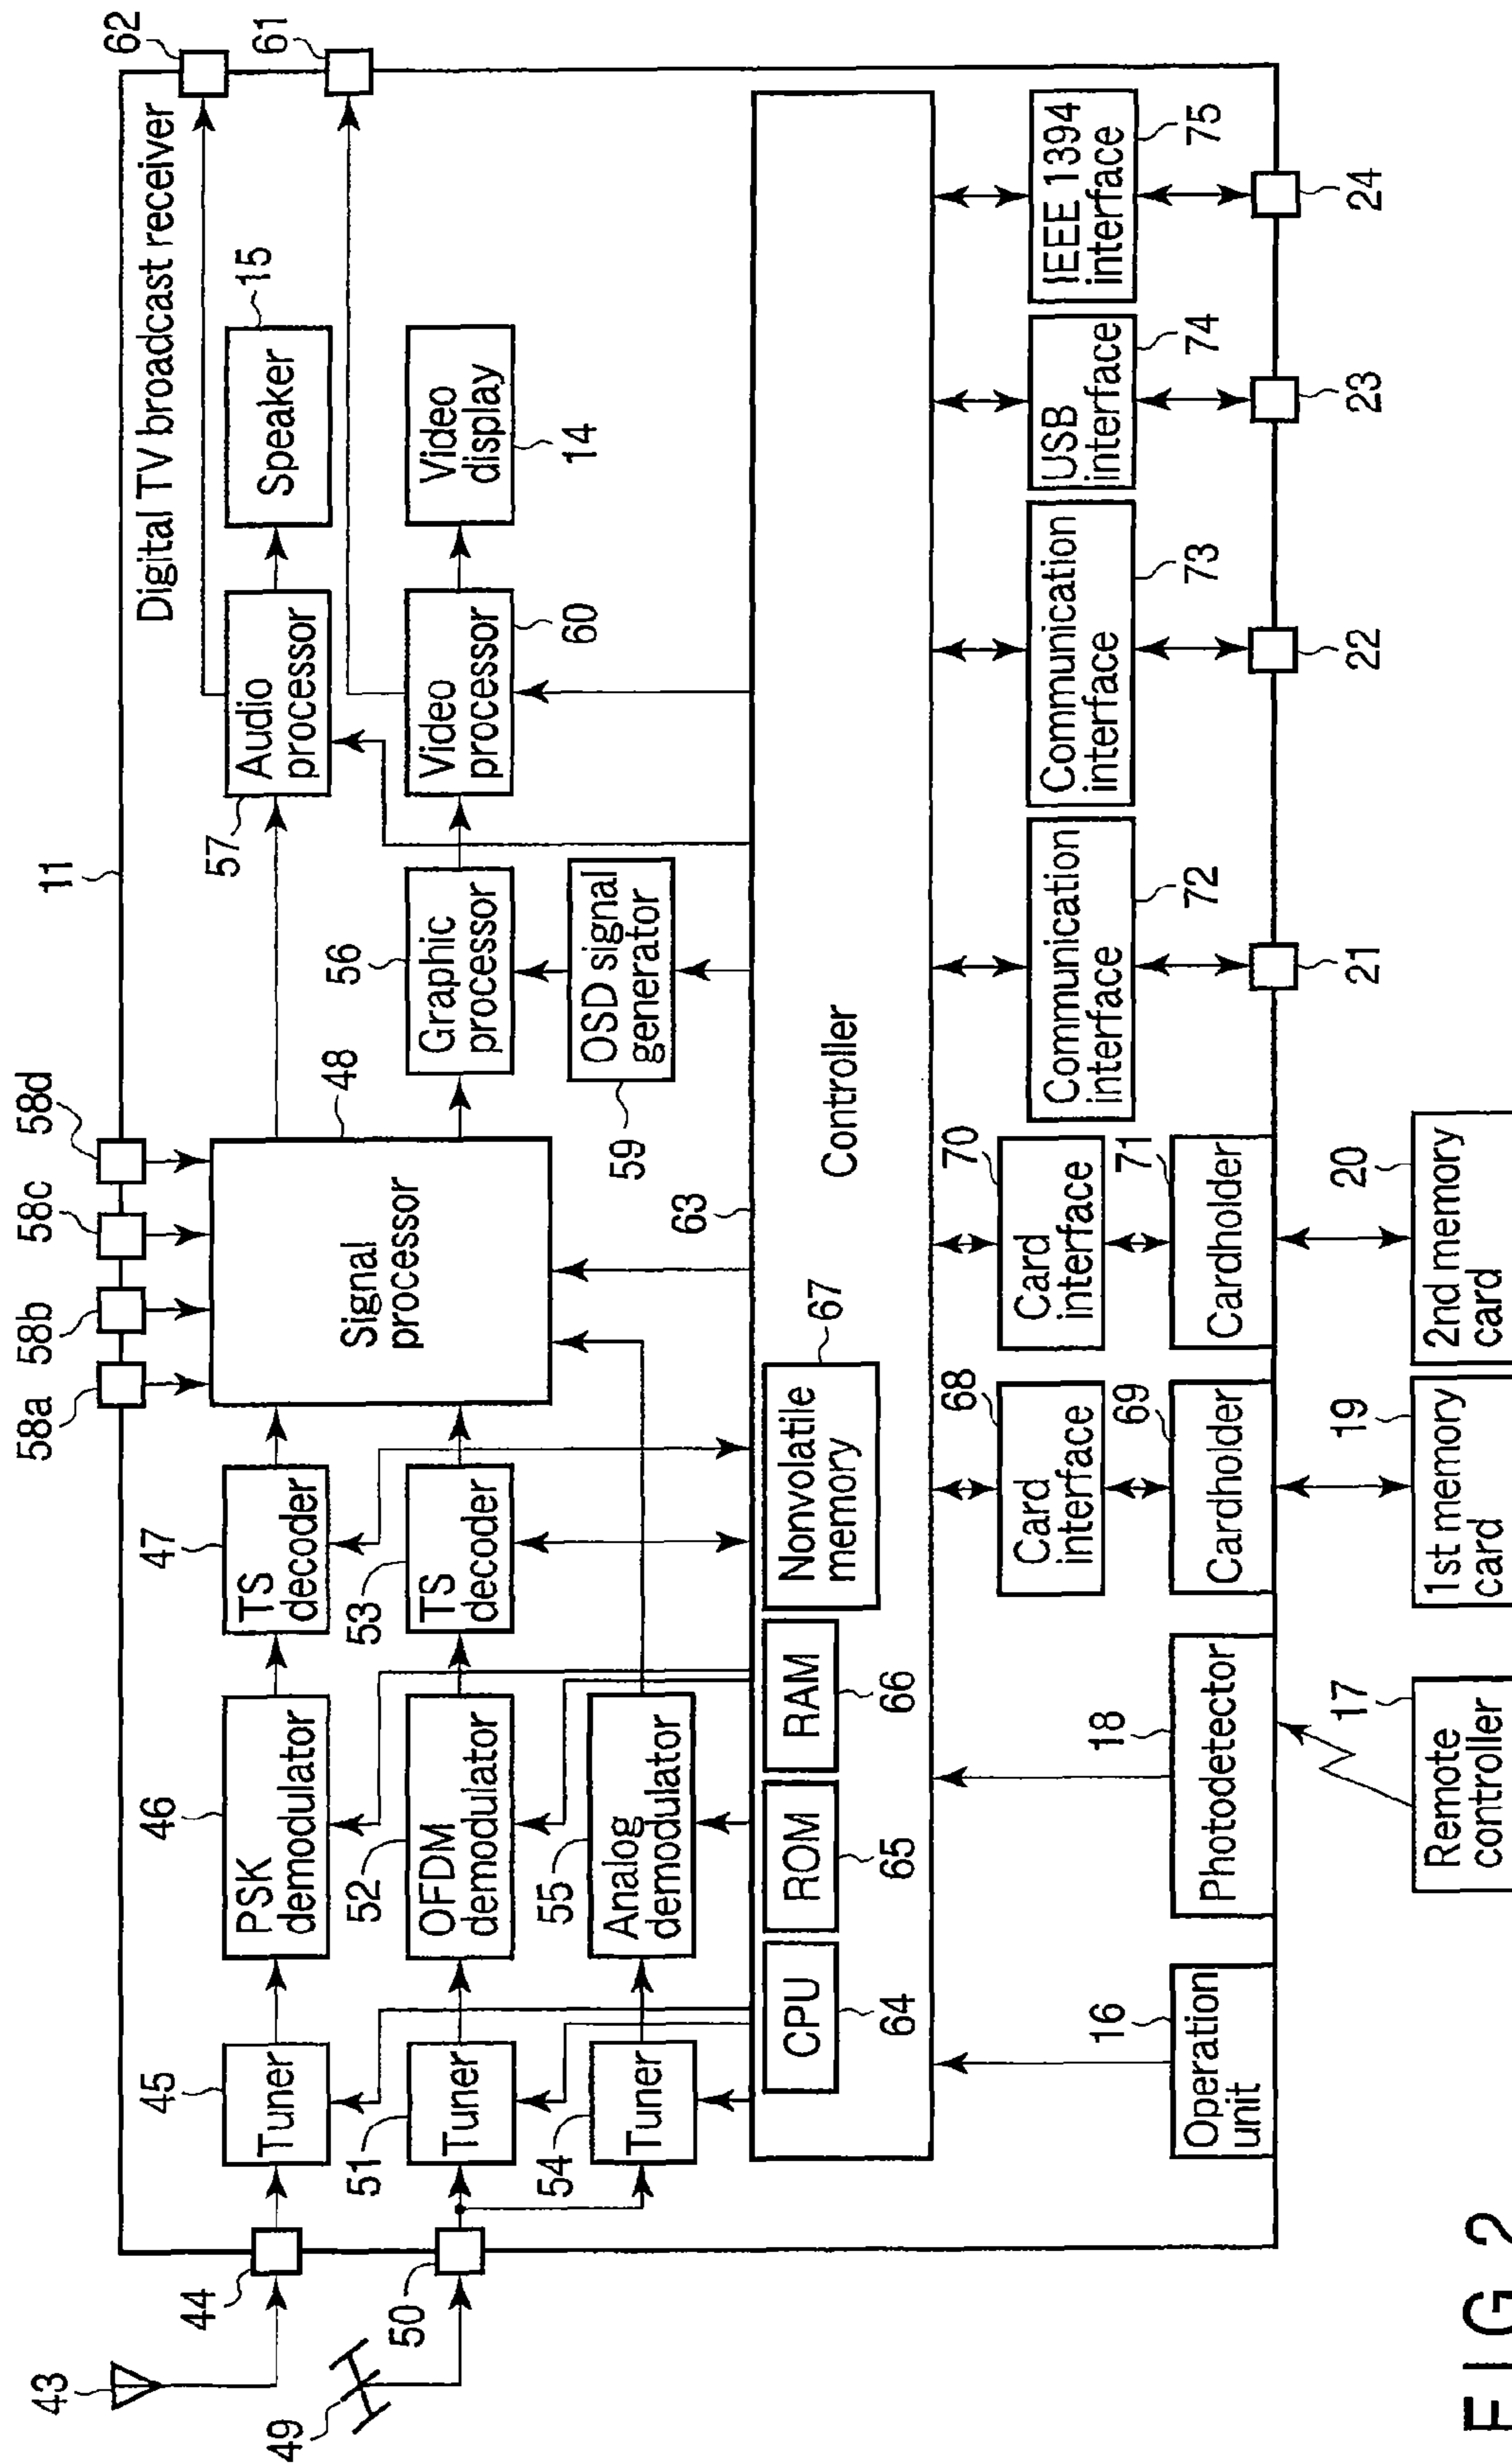 62
61
Digital TV broadcast receiver
11
58a
58b
58c
58d
43
44
45
Tuner
46
PSK
demodulator
47
TS
decoder
48
Signal
processor
57
Audio
processor
15
Speaker
49
50
51
Tuner
52
OFDM
demodulator
53
TS
decoder
56
Graphic
processor
60
Video
processor
14
Video
display
54
Tuner
55
Analog
demodulator
59
OSD signal
generator
63
Controller
64
CPU
65
ROM
66
RAM
67
Nonvolatile
memory
68
Card
interface
70
Card
interface
72
Communication
interface
73
Communication
interface
74
USB
interface
75
IEEE 1394
interface
16
Operation
unit
18
Photodetector
69
Cardholder
71
Cardholder
21
22
23
24
17
Remote
controller
19
1st memory
card
20
2nd memory
card
FIG. 2